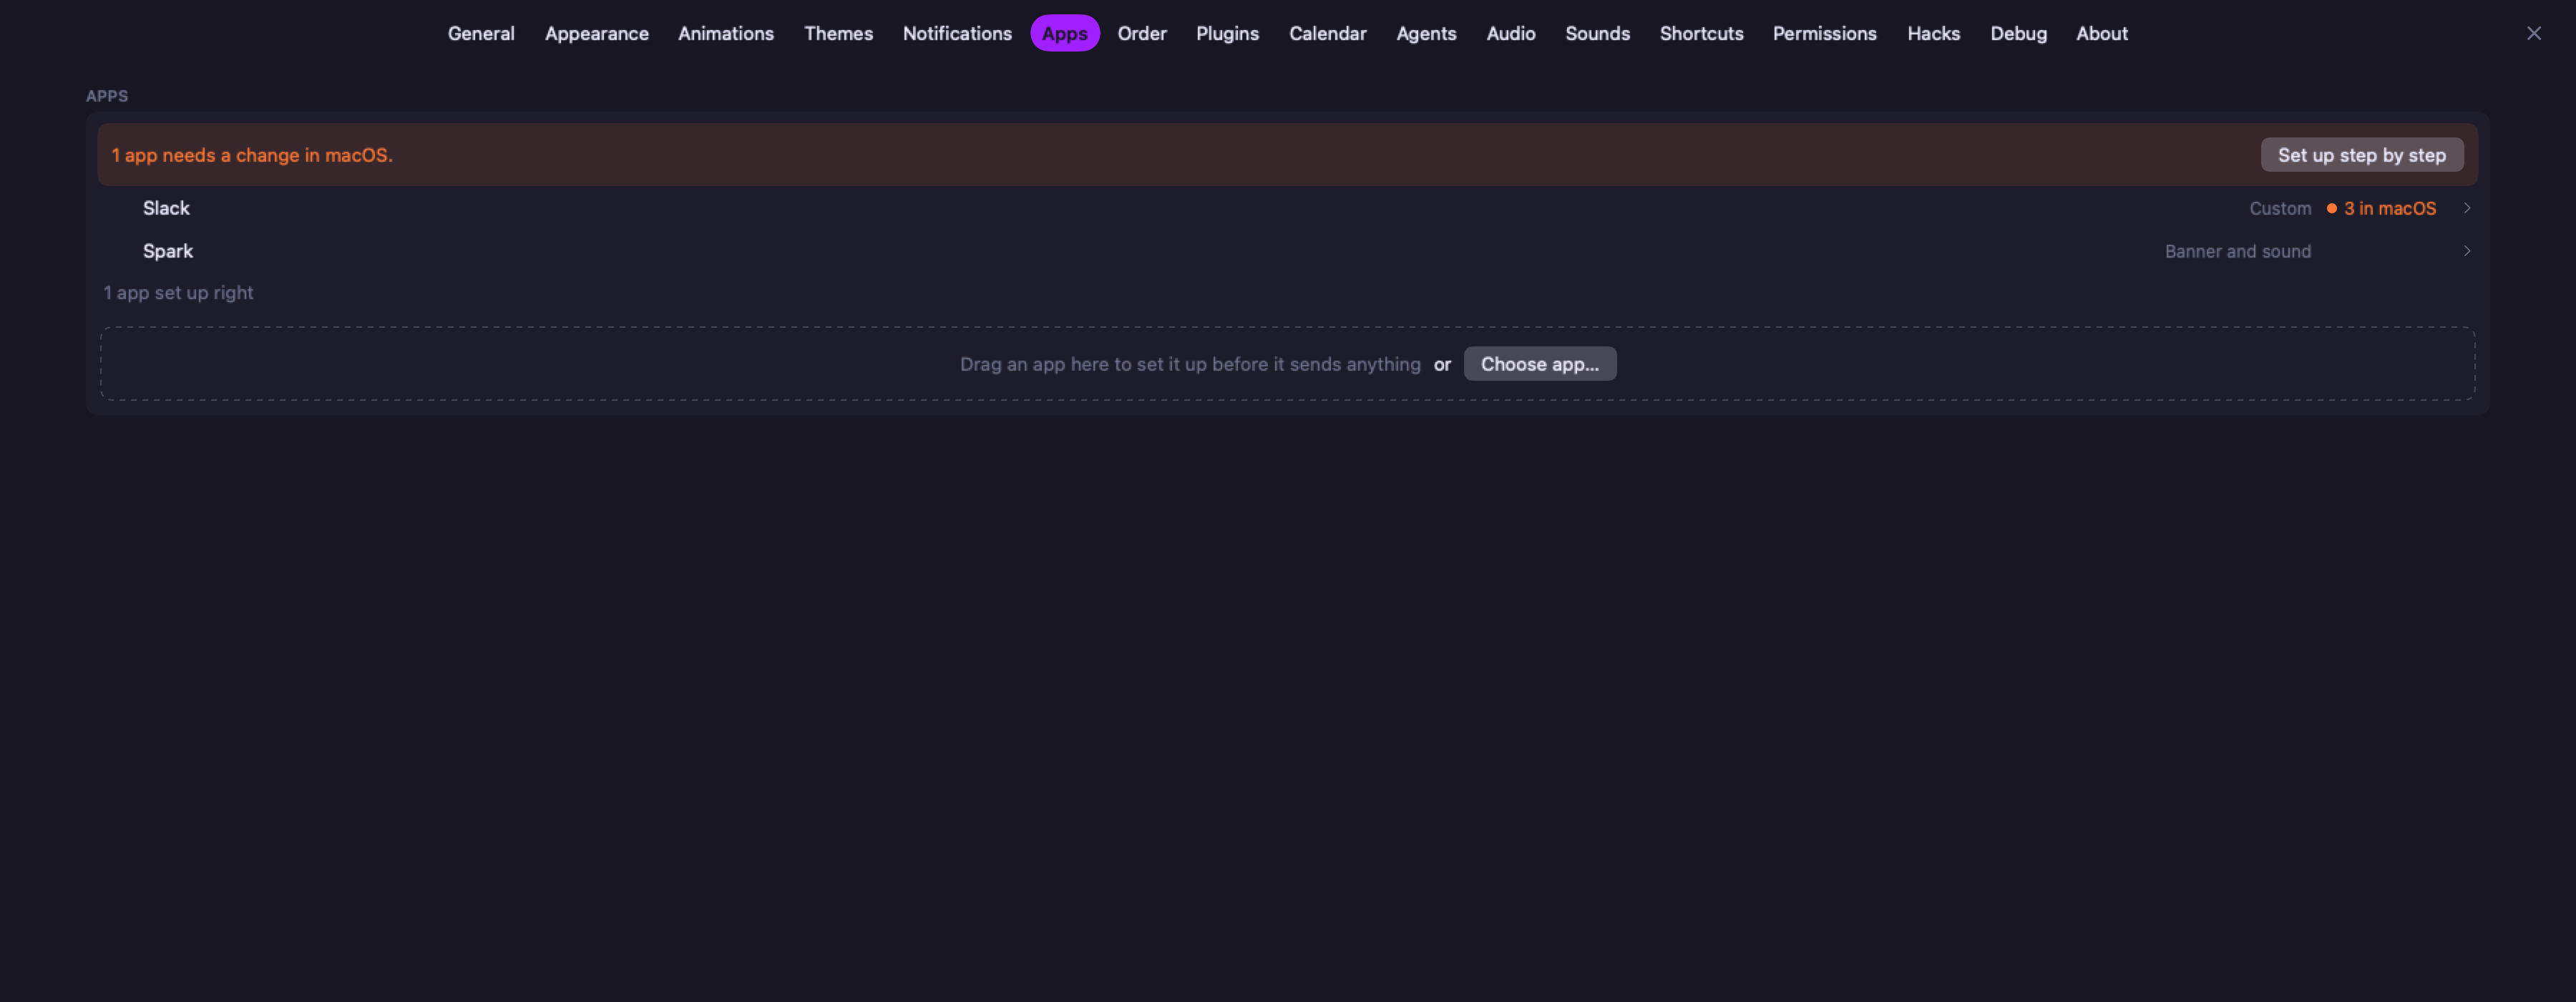 General Appearance Animations Themes Notifications Apps Order Plugins Calendar Agents Audio Sounds Shortcuts Permissions Hacks Debug About
APPS
1 app needs a change in macOS. Set up step by step
Slack Custom 3 in macOS
Spark Banner and sound
1 app set up right
Drag an app here to set it up before it sends anything or Choose app...